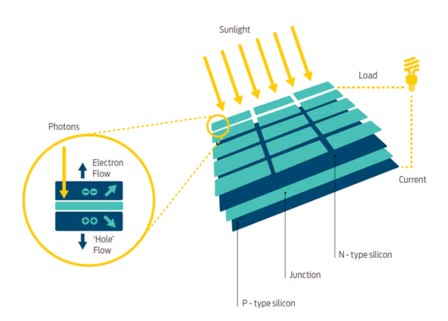 Sunlight
Load
Photons
Electron
Flow
'Hole'
Flow
Current
N - type silicon
Junction
P - type silicon